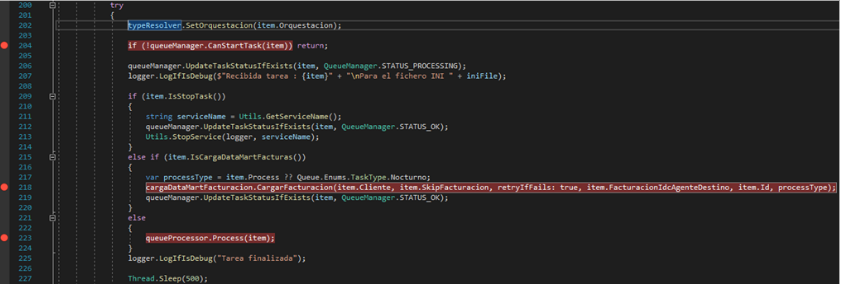 200 try
201 {
202 typeResolver.SetOrquestacion(item.Orquestacion);
203
204 if (!queueManager.CanStartTask(item)) return;
205
206 queueManager.UpdateTaskStatusIfExists(item, QueueManager.STATUS_PROCESSING);
207 logger.LogIfIsDebug($"Recibida tarea : {item}" + "\nPara el fichero INI " + iniFile);
208
209 if (item.IsStopTask())
210 {
211 string serviceName = Utils.GetServiceName();
212 queueManager.UpdateTaskStatusIfExists(item, QueueManager.STATUS_OK);
213 Utils.StopService(logger, serviceName);
214 }
215 else if (item.IsCargaDataMartFacturas())
216 {
217 var processType = item.Process ?? Queue.Enums.TaskType.Nocturno;
218 cargaDataMartFacturacion.CargarFacturacion(item.Cliente, item.SkipFacturacion, retryIfFails: true, item.FacturacionIdcAgenteDestino, item.Id, processType);
219 queueManager.UpdateTaskStatusIfExists(item, QueueManager.STATUS_OK);
220 }
221 else
222 {
223 queueProcessor.Process(item);
224 }
225 logger.LogIfIsDebug("Tarea finalizada");
226
227 Thread.Sleep(500);